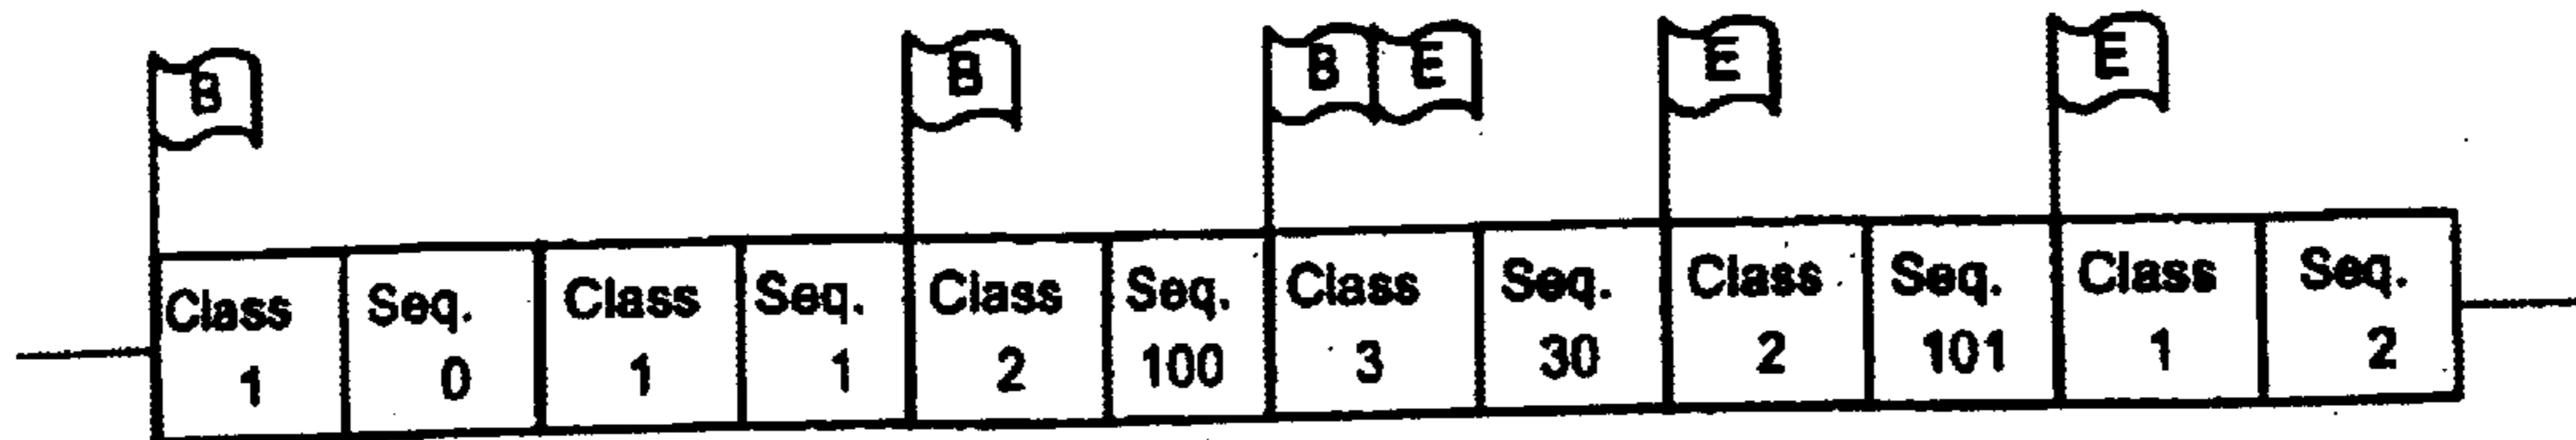 B B B E E E
Class Seq. Class Seq. Class Seq. Class Seq. Class Seq. Class Seq.
1 0 1 1 2 100 3 30 2 101 1 2